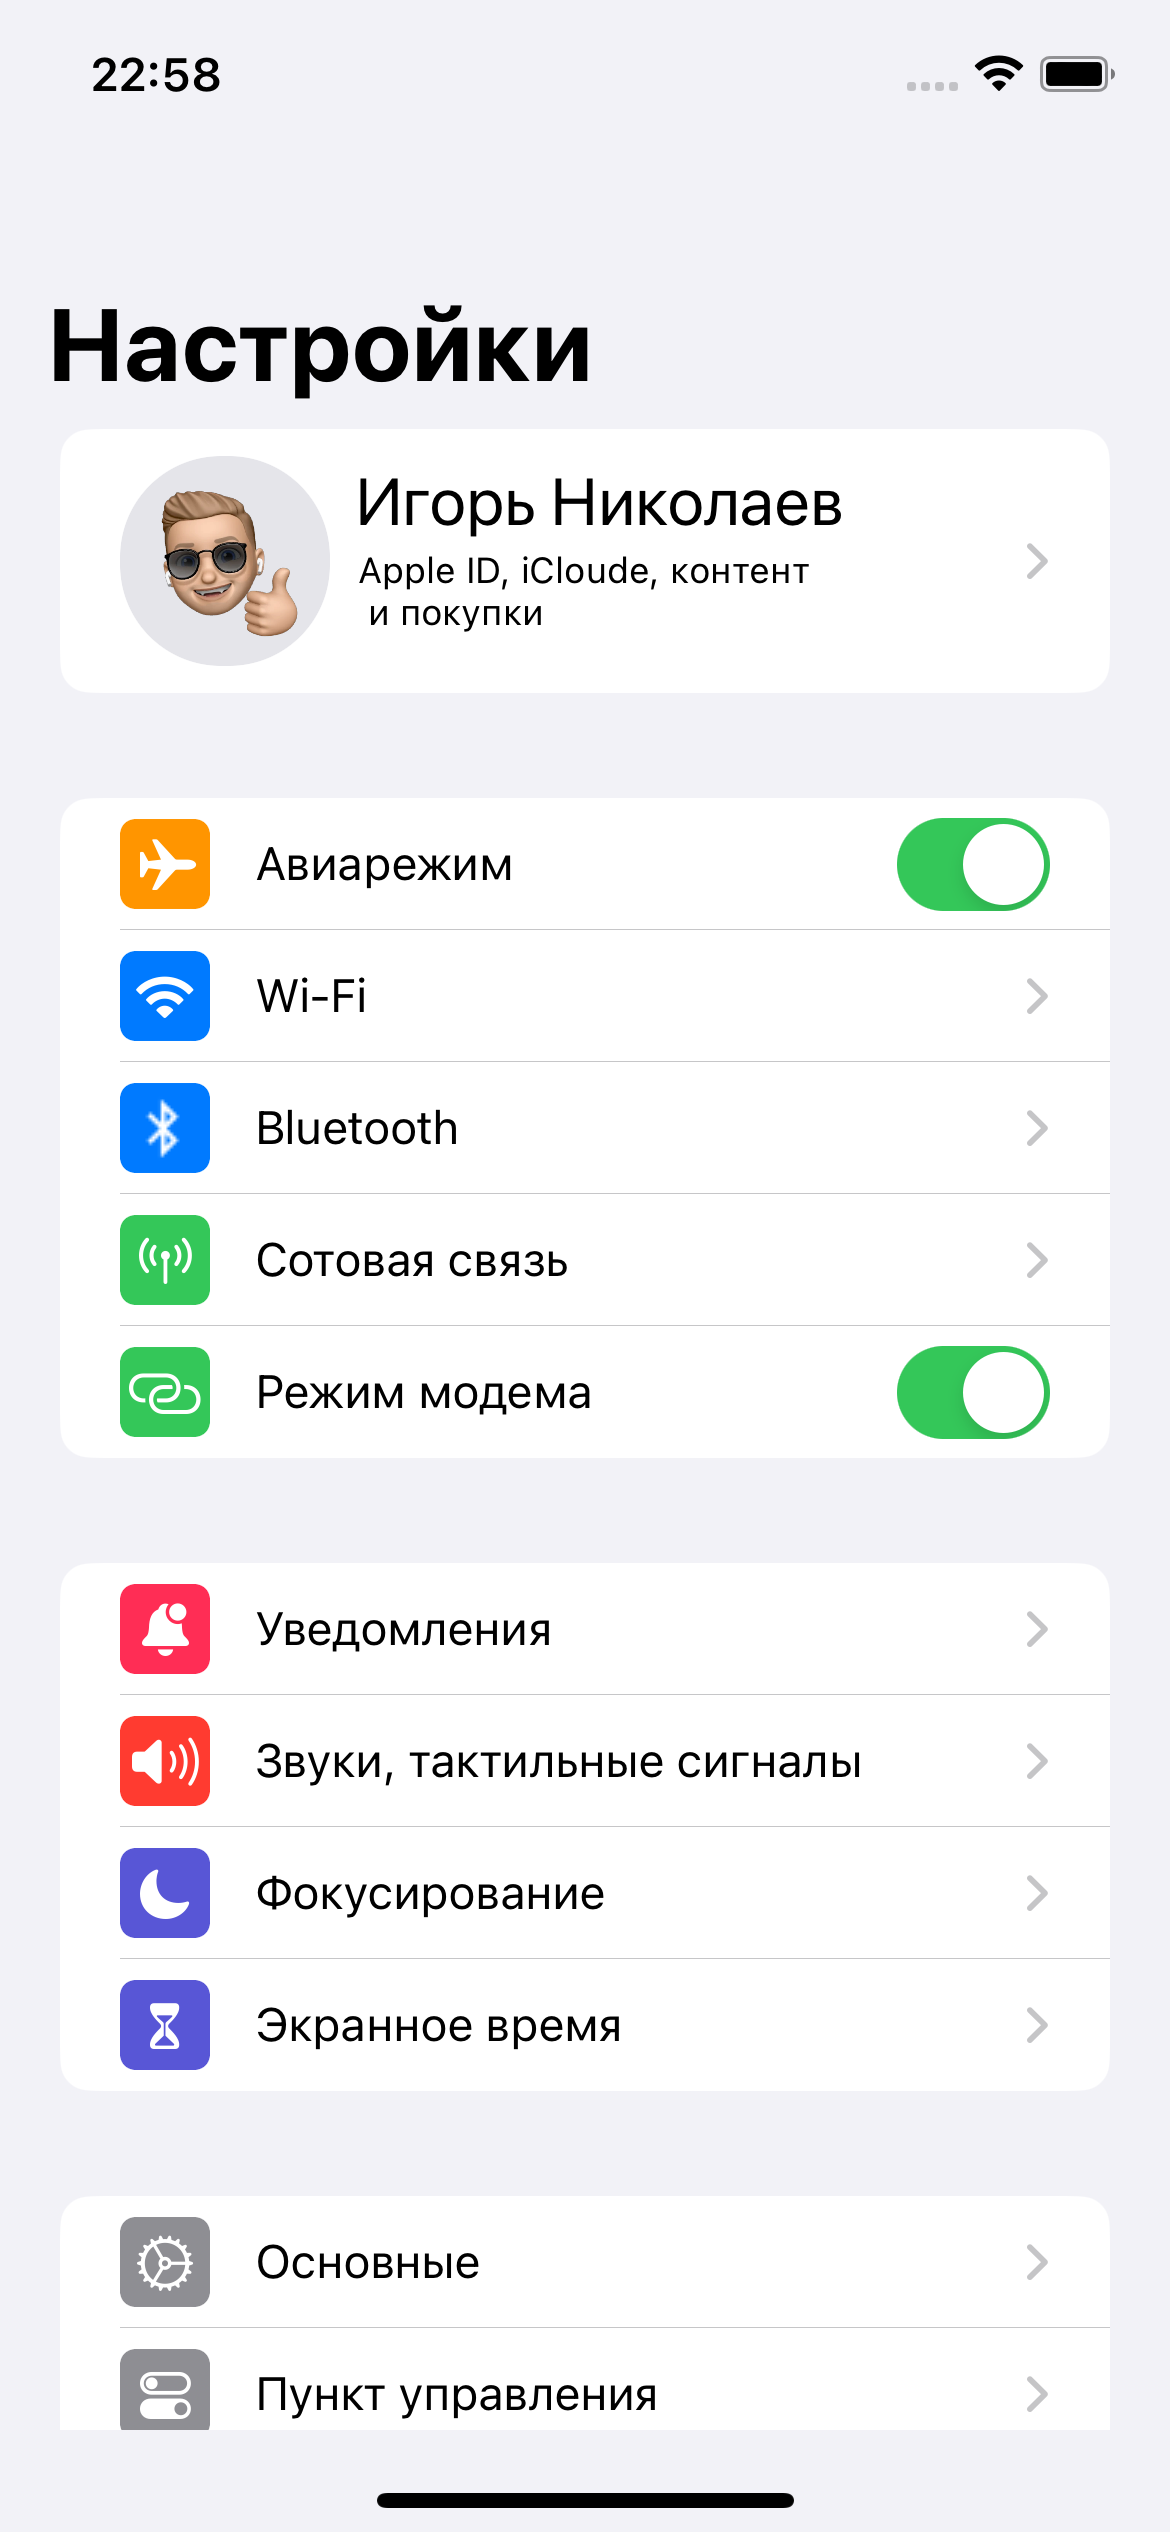 22:58
Настройки
Игорь Николаев
Apple ID, iCloude, контент
и покупки
Авиарежим
Wi-Fi
Bluetooth
Сотовая связь
Режим модема
Уведомления
Звуки, тактильные сигналы
Фокусирование
Экранное время
Основные
Пункт управления